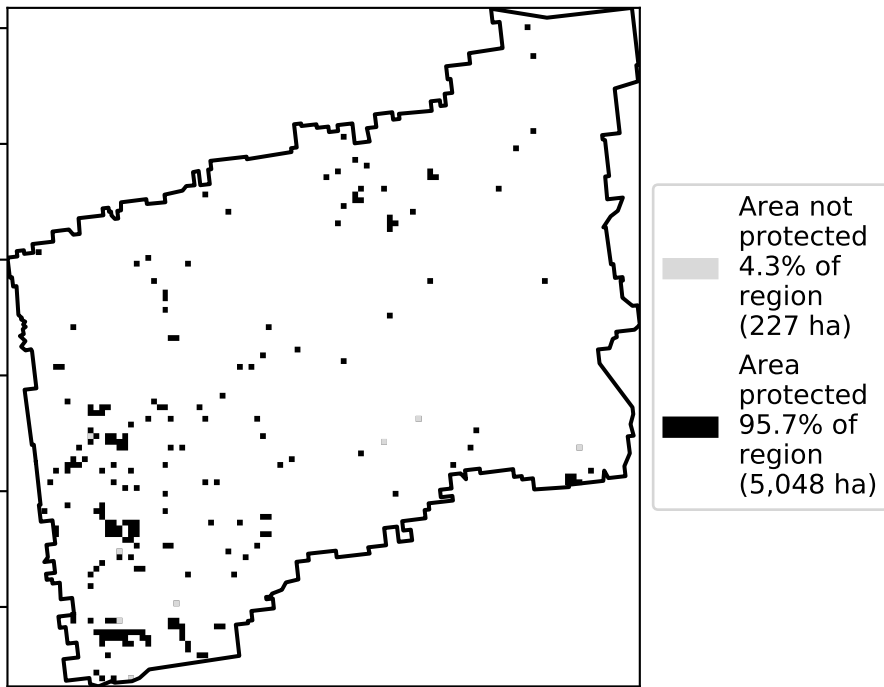 Area not
protected
4.3% of
region
(227 ha)
Area
protected
95.7% of
region
(5,048 ha)